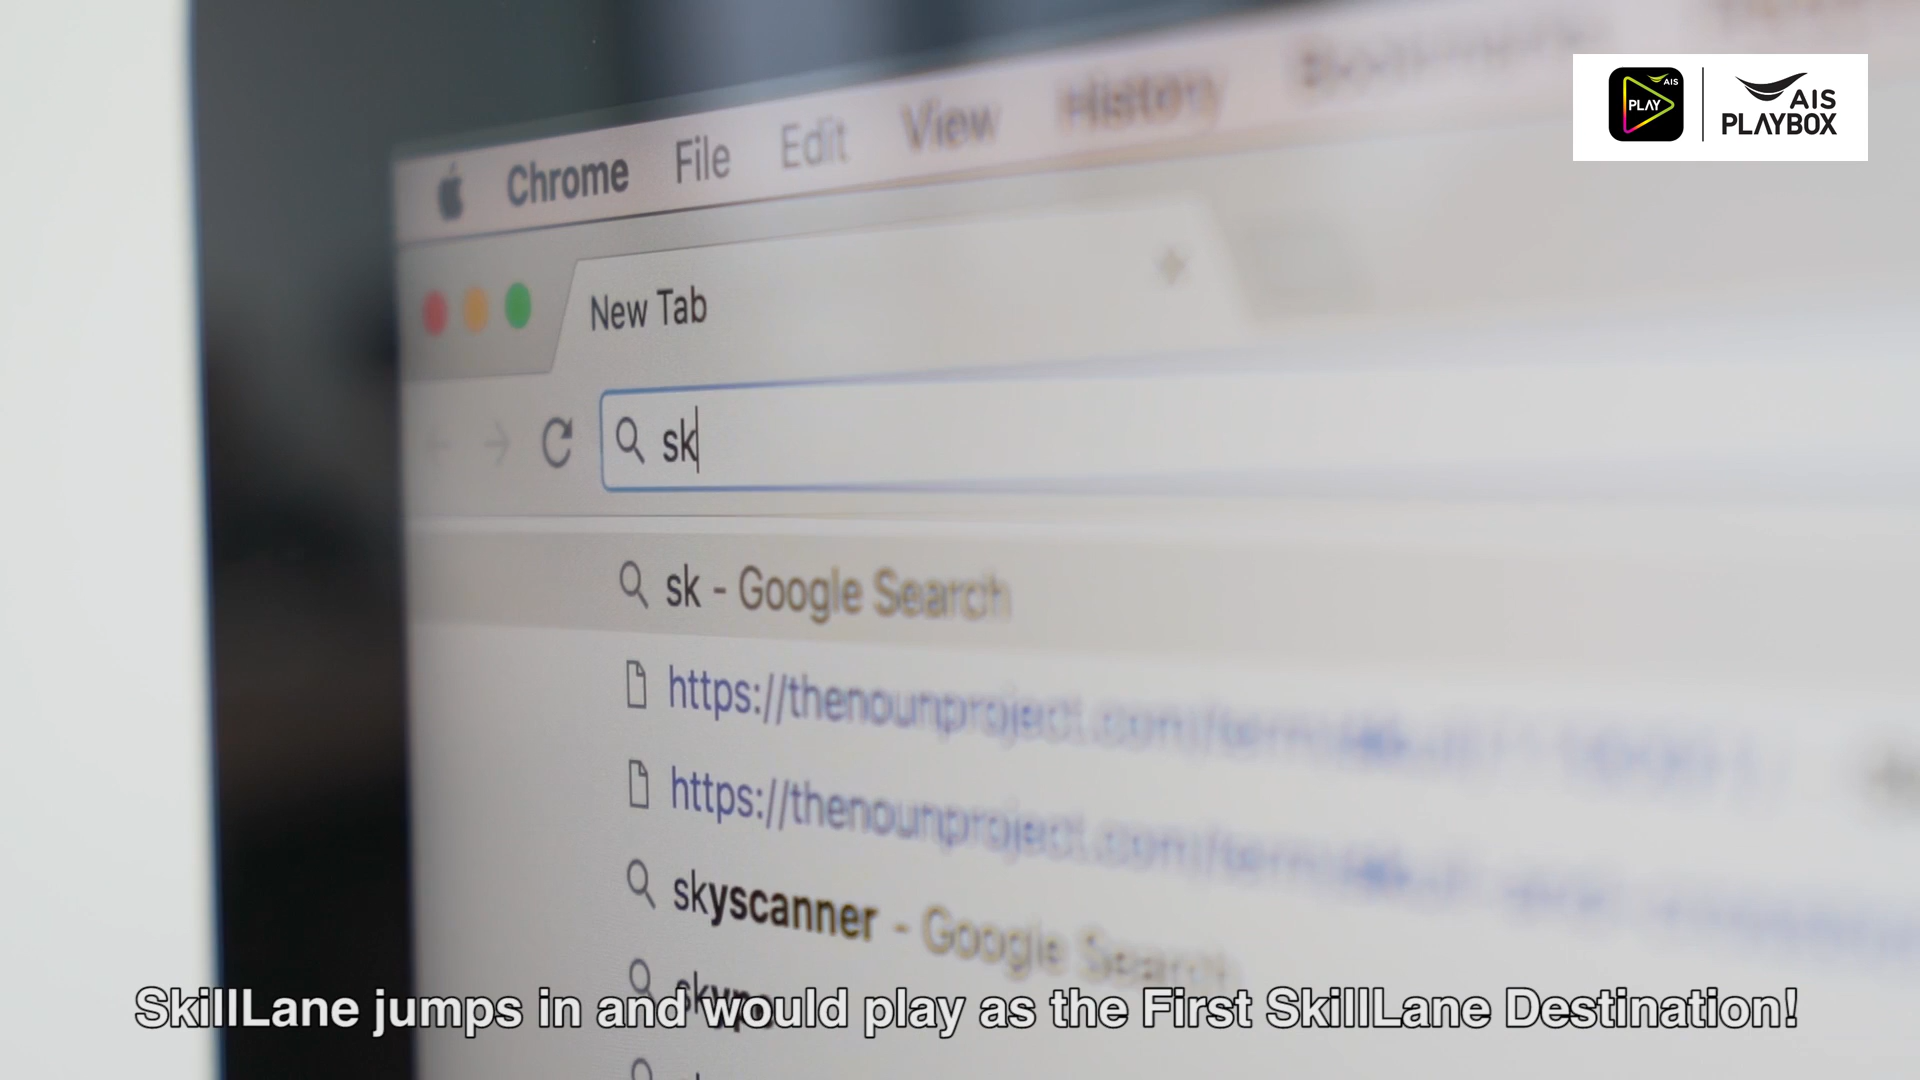 AIS
PLAY
AIS
PLAYBOX
Chrome File Edit View History
New Tab
sk
sk - Google Search
https://thenounproject.com/
https://thenounproject.com/
skyscanner - Google Search
skype
SkillLane jumps in and would play as the First SkillLane Destination!